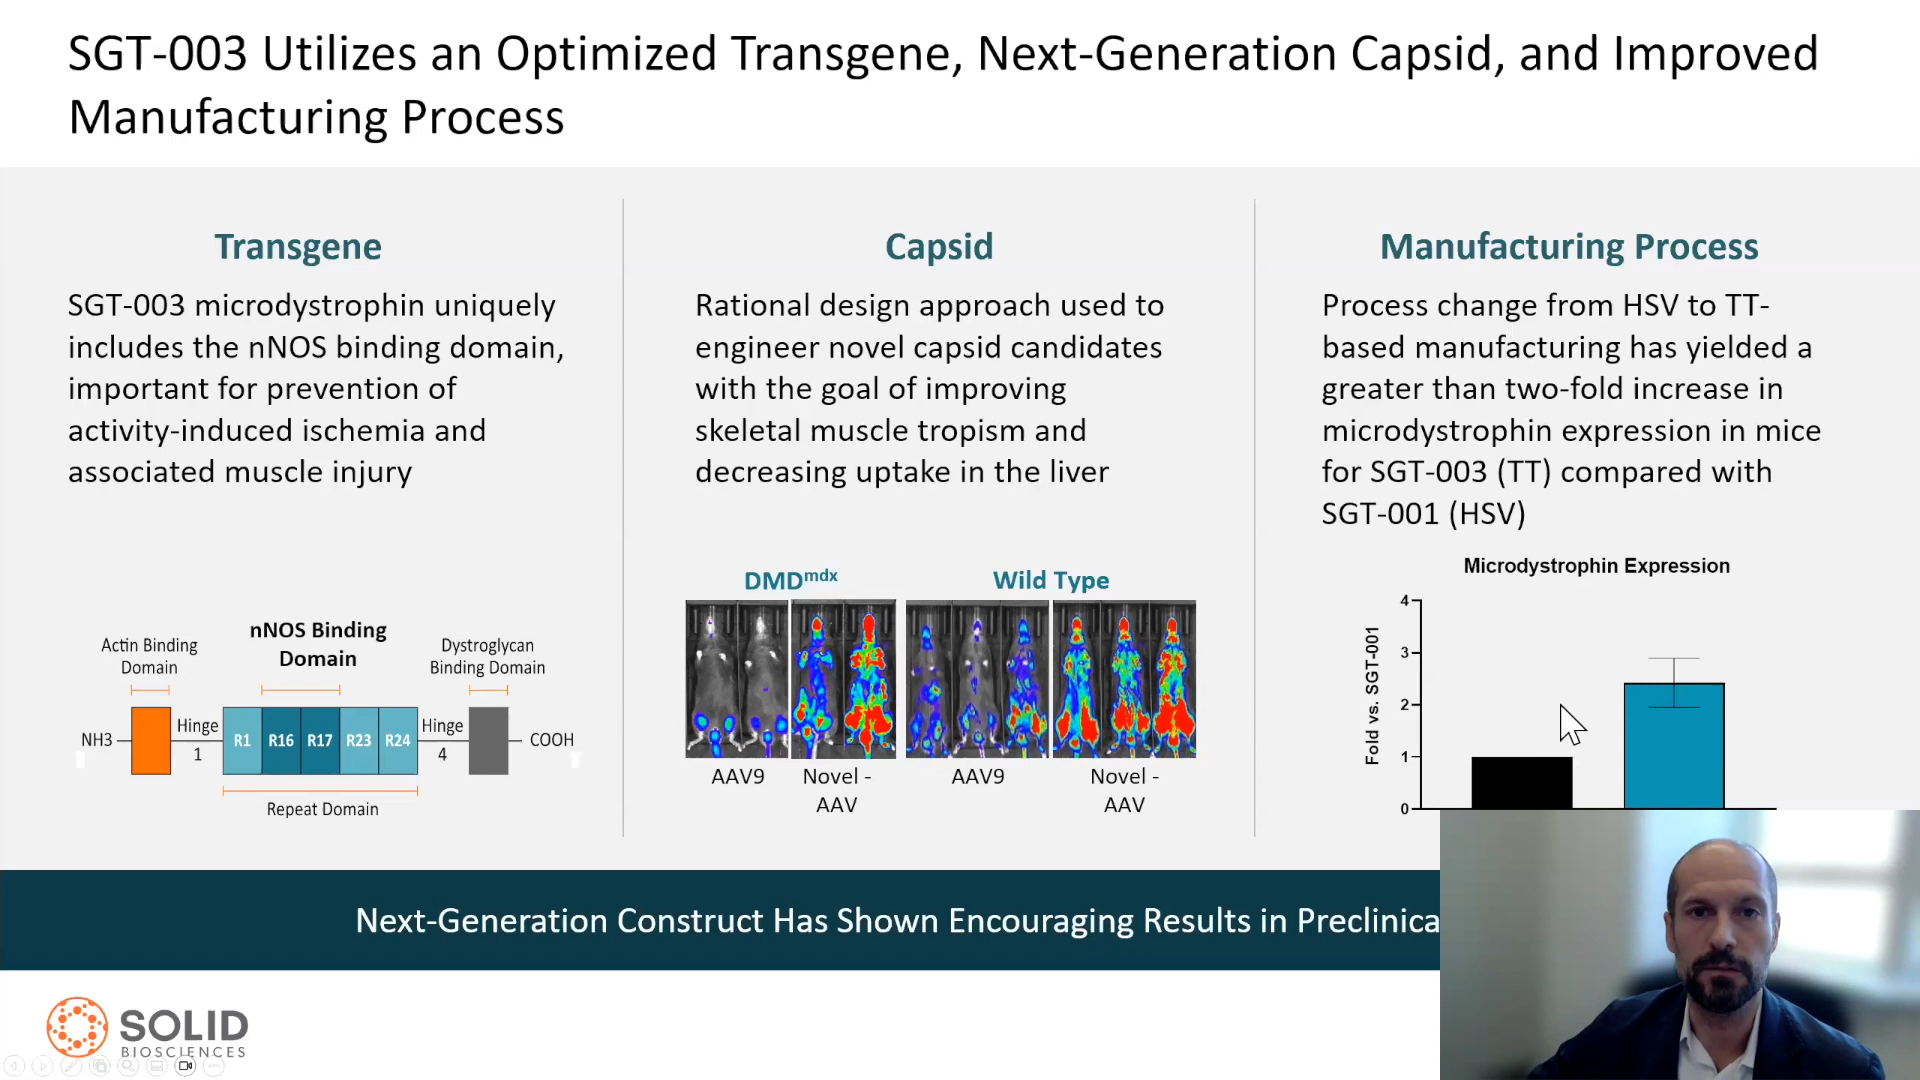 SGT-003 Utilizes an Optimized Transgene, Next-Generation Capsid, and Improved
Manufacturing Process
Transgene
SGT-003 microdystrophin uniquely
includes the nNOS binding domain,
important for prevention of
activity-induced ischemia and
associated muscle injury
Actin Binding
Domain
nNOS Binding
Domain
Dystroglycan
Binding Domain
NH3
Hinge
1
R1
R16
R17
R23
R24
Hinge
4
COOH
Repeat Domain
Capsid
Rational design approach used to
engineer novel capsid candidates
with the goal of improving
skeletal muscle tropism and
decreasing uptake in the liver
DMDmdx
Wild Type
AAV9
Novel -
AAV
AAV9
Novel -
AAV
Manufacturing Process
Process change from HSV to TT-
based manufacturing has yielded a
greater than two-fold increase in
microdystrophin expression in mice
for SGT-003 (TT) compared with
SGT-001 (HSV)
Microdystrophin Expression
Fold vs. SGT-001
4
3
2
1
0
Next-Generation Construct Has Shown Encouraging Results in Preclinica
SOLID
BIOSCIENCES